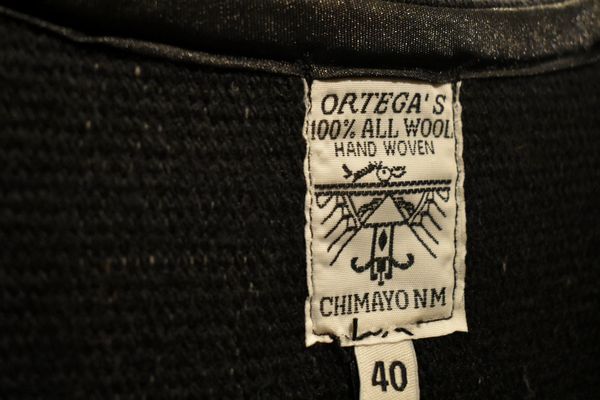 ORTEGA'S
100% ALL WOOL
HAND WOVEN
CHIMAYO NM
40